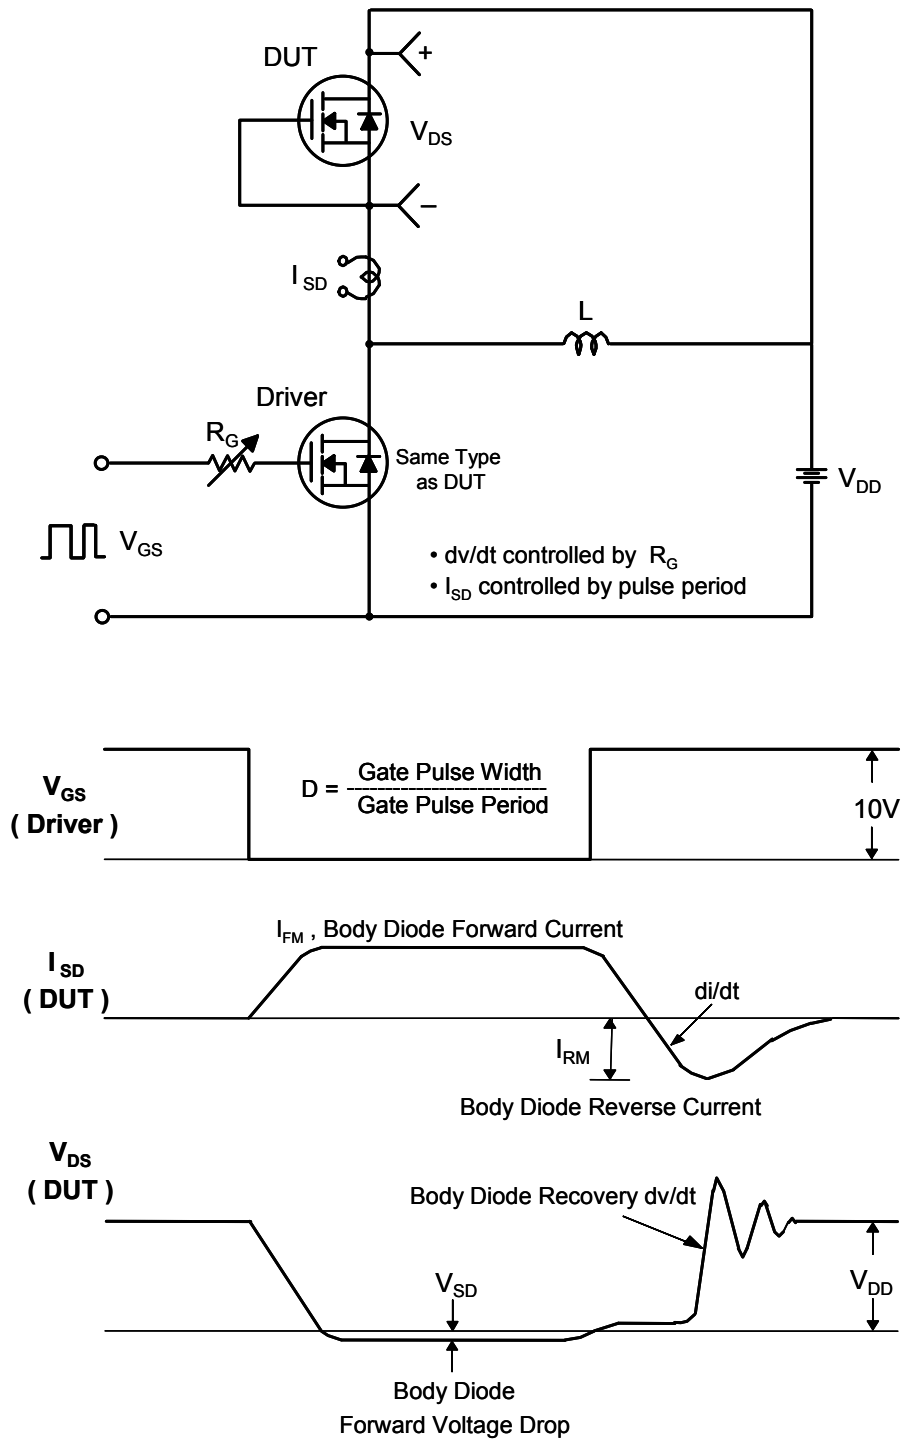 DUT
+
V_DS
−
I_SD
L
Driver
R_G
Same Type
as DUT
V_DD
V_GS
• dv/dt controlled by R_G
• I_SD controlled by pulse period
V_GS
( Driver )
D = Gate Pulse Width
Gate Pulse Period
10V
I_FM , Body Diode Forward Current
I_SD
( DUT )
di/dt
I_RM
Body Diode Reverse Current
V_DS
( DUT )
Body Diode Recovery dv/dt
V_SD
V_DD
Body Diode
Forward Voltage Drop